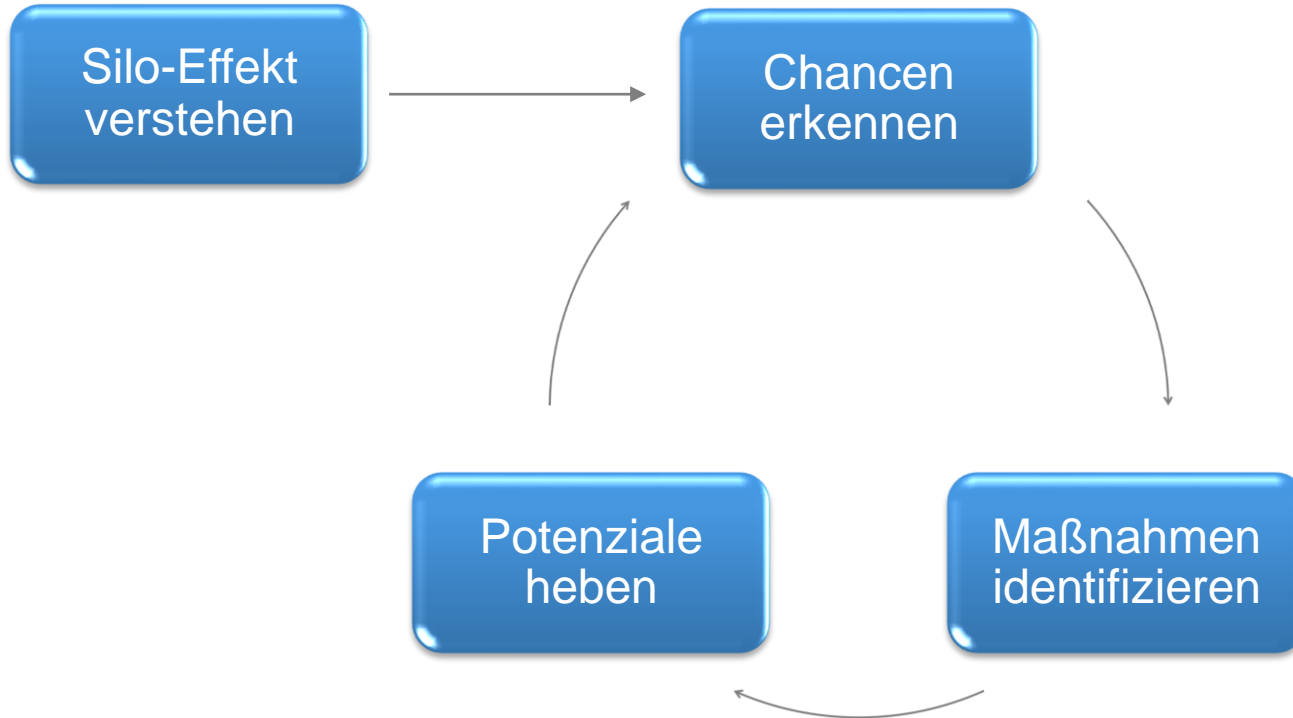 Silo-Effekt
verstehen
Chancen
erkennen
Potenziale
heben
Maßnahmen
identifizieren